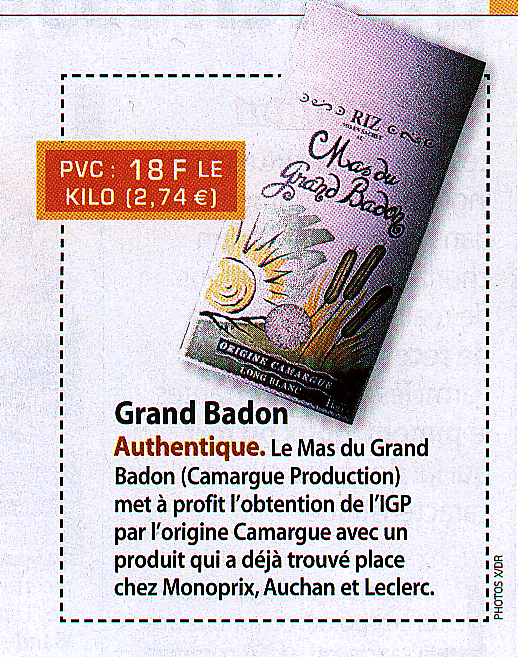 PVC : 18 F LE
KILO (2,74 €)
RIZ
Mas du
Grand Badon
ORIGINE CAMARGUE
LONG BLANC
Grand Badon
Authentique. Le Mas du Grand
Badon (Camargue Production)
met à profit l'obtention de l'IGP
par l'origine Camargue avec un
produit qui a déjà trouvé place
chez Monoprix, Auchan et Leclerc.
PHOTOS X/DR